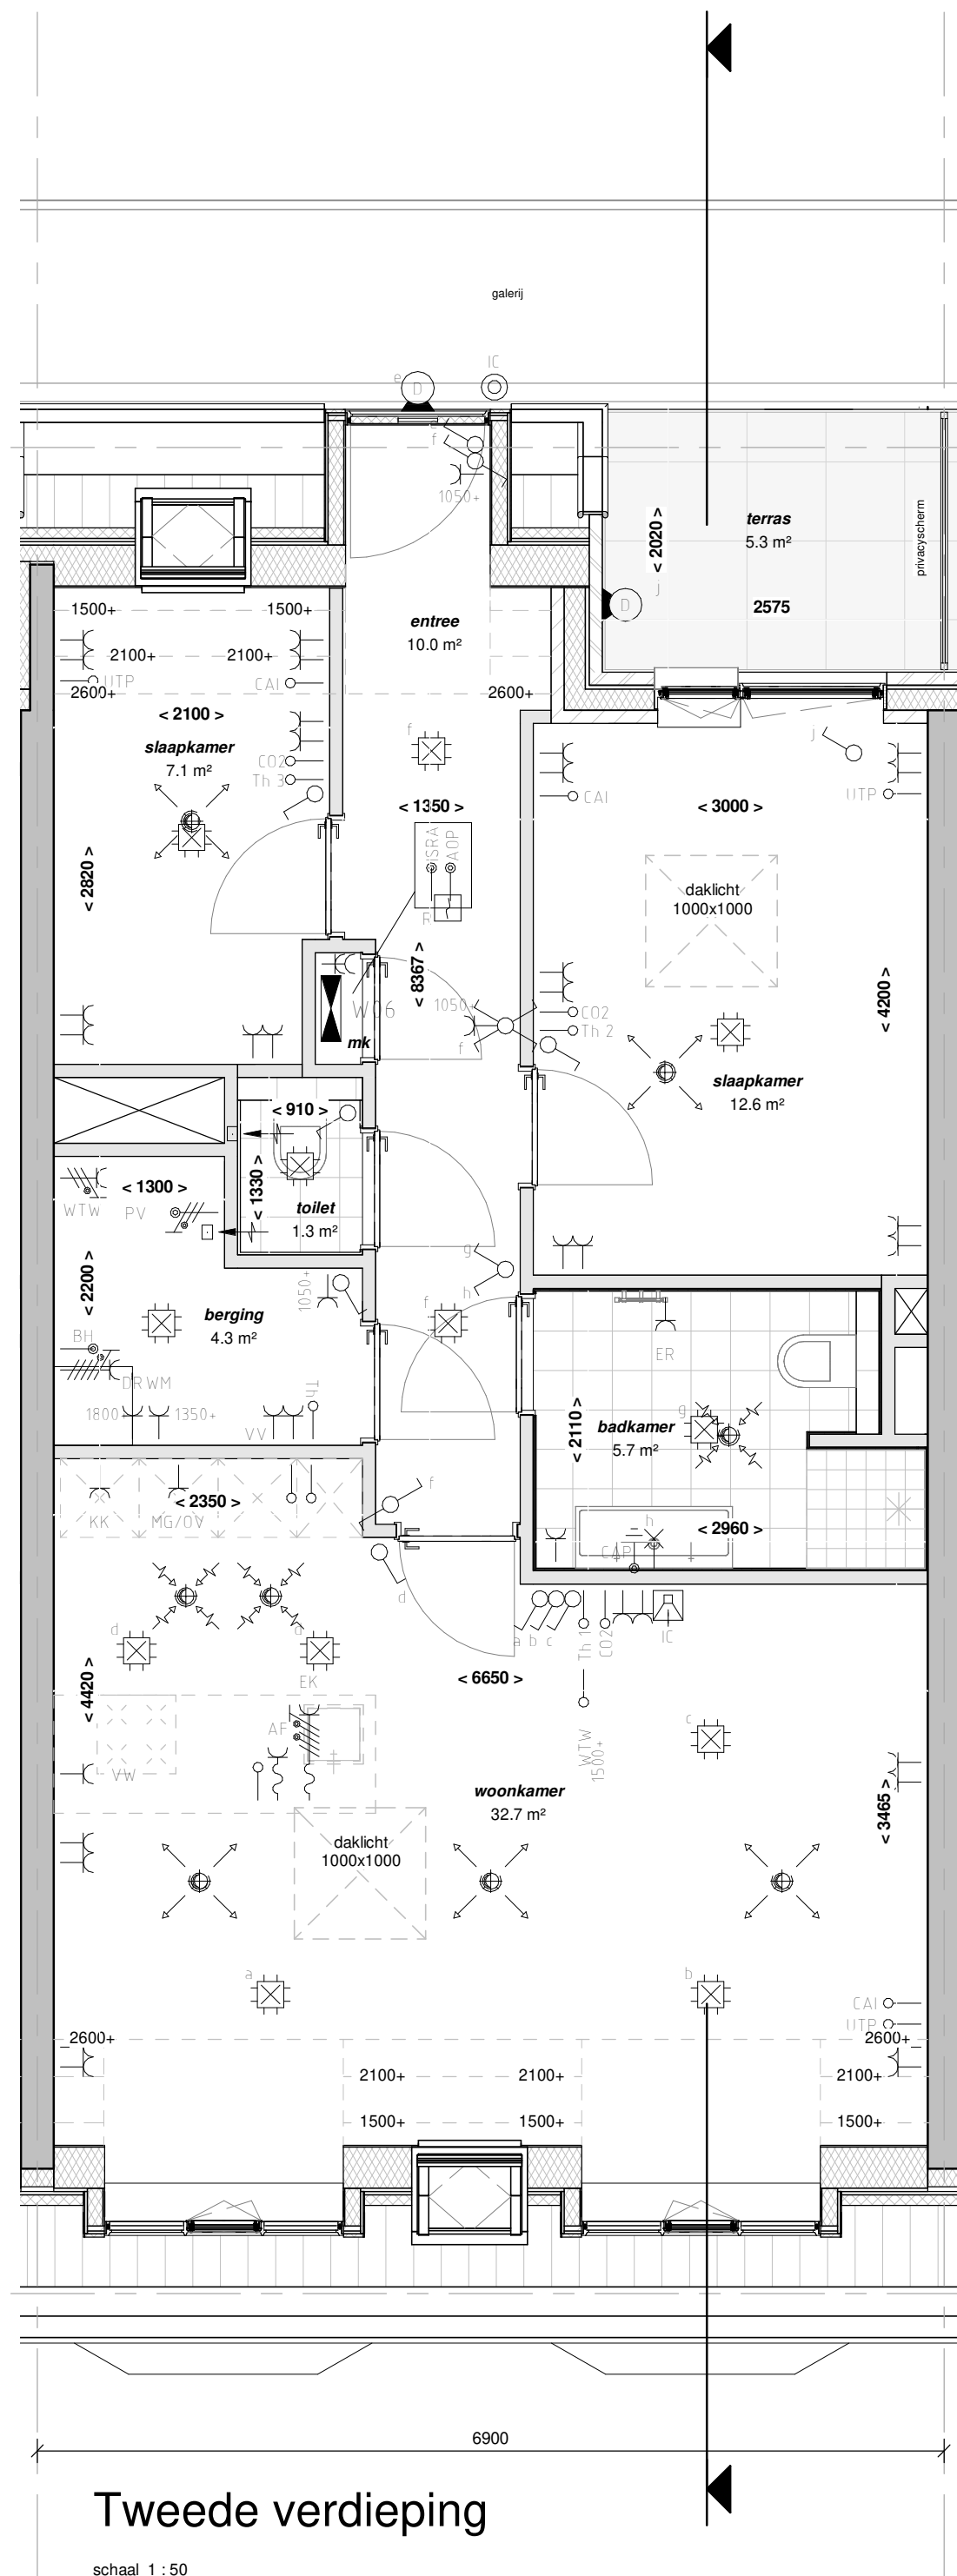 galerij
IC
e
D
f
1050+
terras
5.3 m²
< 2020 >
privacyscherm
j
D
2575
1500+
1500+
entree
10.0 m²
2100+
2100+
UTP
CAI
2600+
2600+
< 2100 >
slaapkamer
7.1 m²
CO2
Th 3
f
j
CAI
UTP
< 1350 >
< 3000 >
ISRA
AOP
R
< 2820 >
daklicht
1000x1000
< 8367 >
< 4200 >
W06
mk
1050+
f
CO2
Th 2
slaapkamer
12.6 m²
< 910 >
< 1330 >
toilet
1.3 m²
WTW
< 1300 >
PV
< 2200 >
g
h
1050+
berging
4.3 m²
f
BH
DR WM
1800+
1350+
VV
Th
ER
< 2110 >
badkamer
5.7 m²
g
< 2350 >
KK
MG/OV
f
h
< 2960 >
CAP
d
a b c
Th 1
CO2
IC
d
d
EK
< 4420 >
< 6650 >
AF
VW
WTW
1500+
c
woonkamer
32.7 m²
< 3465 >
daklicht
1000x1000
a
b
CAI
UTP
2600+
2600+
2100+
2100+
2100+
1500+
1500+
1500+
6900
Tweede verdieping
schaal 1 : 50